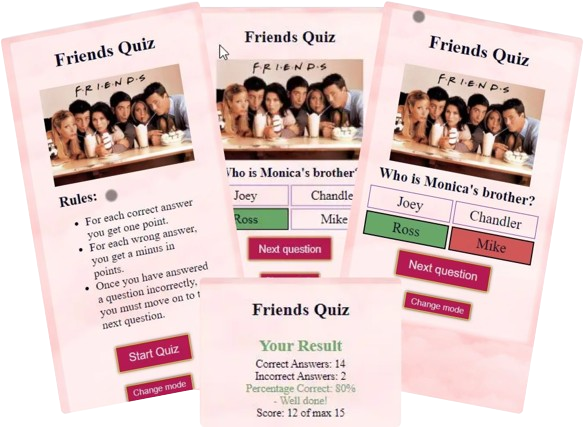 Friends Quiz
F·R·I·E·N·D·S
Rules:
For each correct answer
you get one point.
For each wrong answer,
you get a minus in
points.
Once you have answered
a question incorrectly,
you must move on to t
next question.
Start Quiz
Change mode
Friends Quiz
F·R·I·E·N·D·S
Who is Monica's brother?
Joey
Chandler
Ross
Mike
Next question
Friends Quiz
F·R·I·E·N·D·S
Who is Monica's brother?
Joey
Chandler
Ross
Mike
Next question
Change mode
Friends Quiz
Your Result
Correct Answers: 14
Incorrect Answers: 2
Percentage Correct: 80%
- Well done!
Score: 12 of max 15